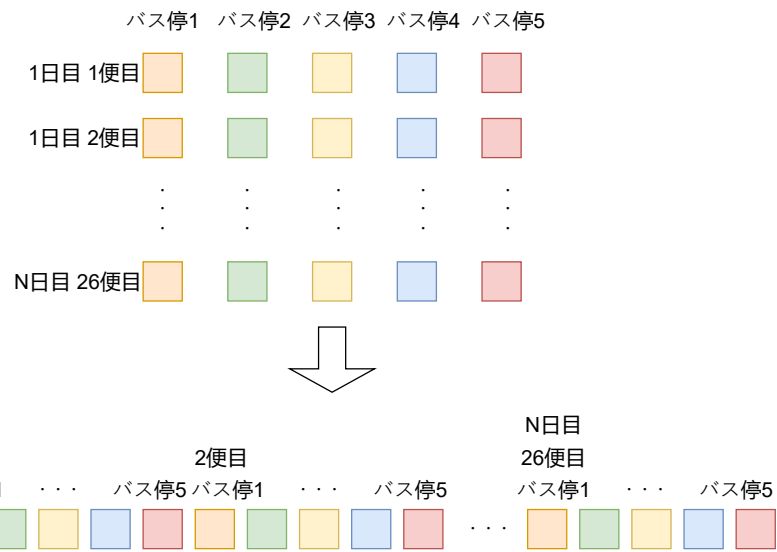 バス停1 バス停2 バス停3 バス停4 バス停5
1日目 1便目
1日目 2便目
N日目 26便目
N日目
2便目 26便目
··· バス停5 バス停1 ··· バス停5 バス停1 ··· バス停5
···